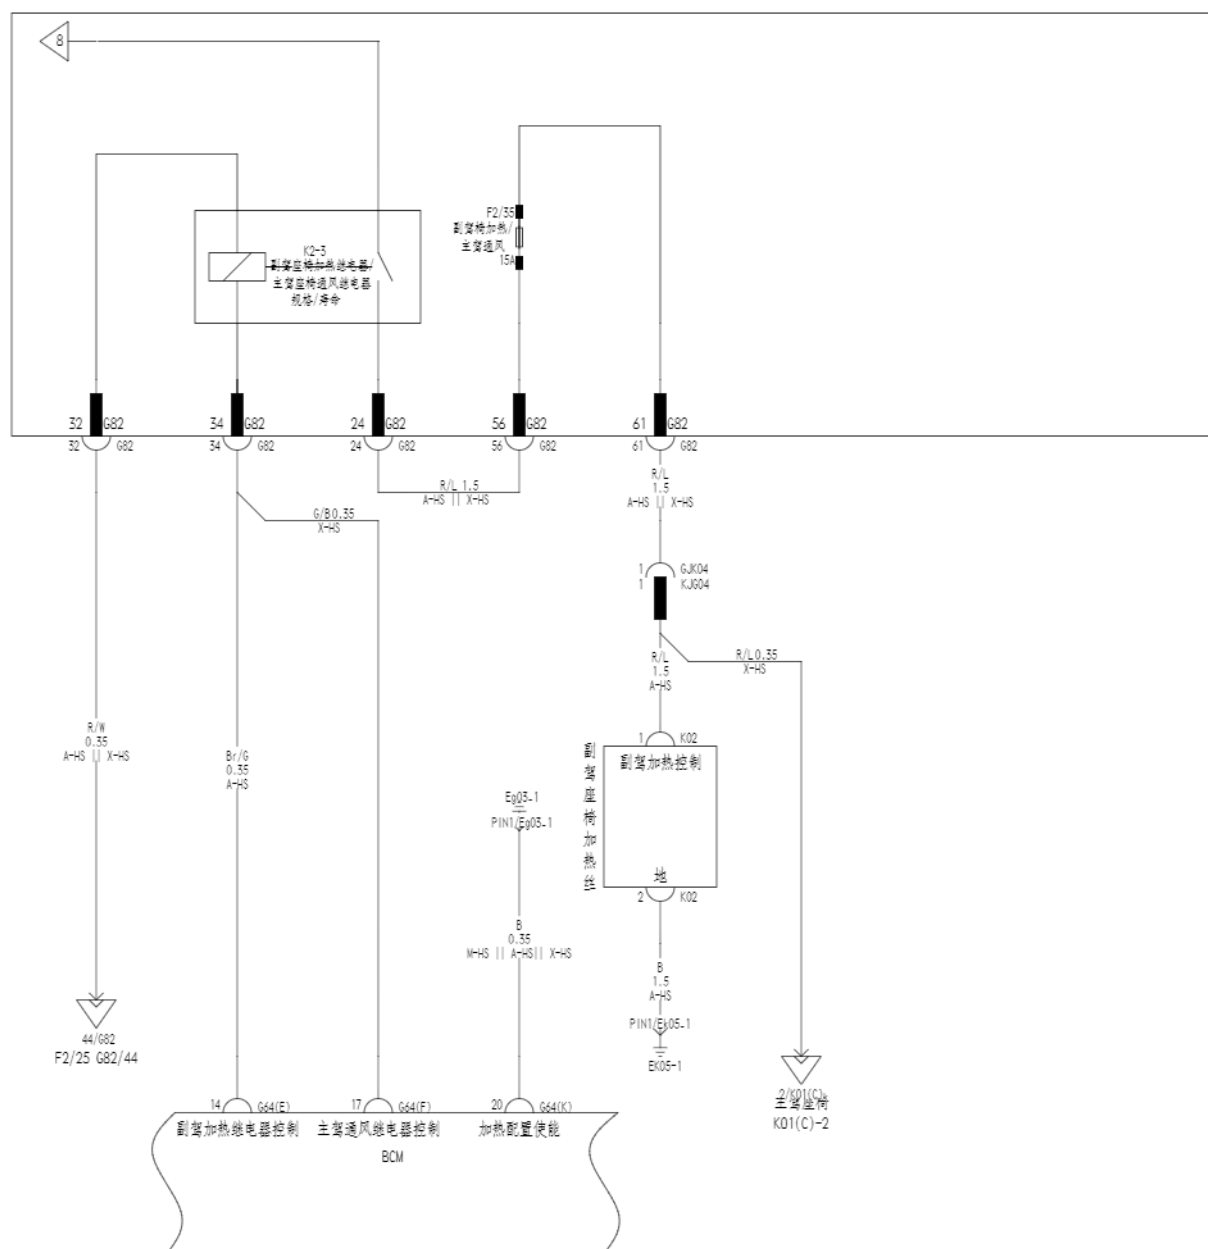 8
F2/35
副驾椅加热/
主驾通风
15A
K2-3
副驾座椅加热继电器/
主驾座椅通风继电器
规格/寿命
32 G82
34 G82
24 G82
56 G82
61 G82
32 G82
34 G82
24 G82
56 G82
61 G82
R/L
1.5
A-HS || X-HS
R/L 1.5
A-HS || X-HS
G/B 0.35
X-HS
1 GJK04
1 KJG04
R/L
1.5
A-HS
R/L 0.35
X-HS
R/W
0.35
A-HS || X-HS
Br/G
0.35
A-HS
1 K02
副驾加热控制
副驾座椅加热丝
地
2 K02
Eg03-1
PIN1/Eg03-1
B
0.35
M-HS || A-HS|| X-HS
B
1.5
A-HS
PIN1/Ek05-1
EK05-1
44/G82
F2/25 G82/44
2/K01(C)
主驾座椅
K01(C)-2
14 G64(E)
17 G64(F)
20 G64(K)
副驾加热继电器控制
主驾通风继电器控制
加热配置使能
BCM